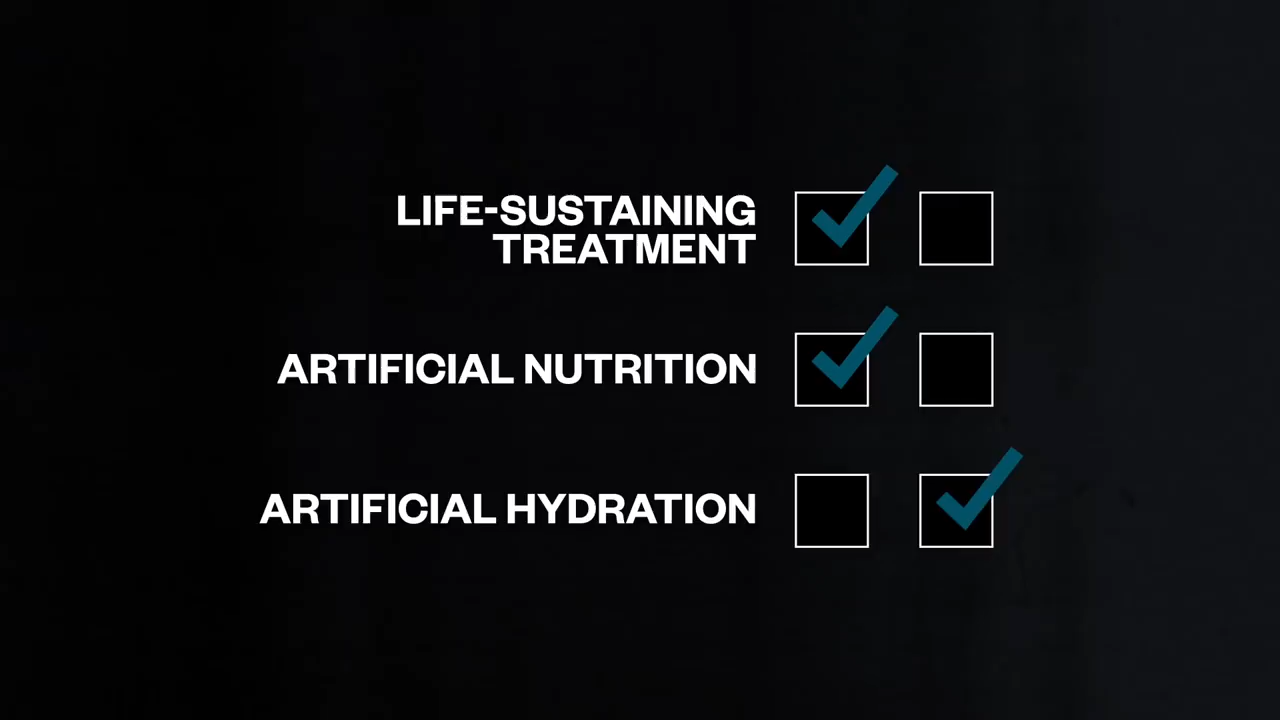 LIFE-SUSTAINING
TREATMENT
ARTIFICIAL NUTRITION
ARTIFICIAL HYDRATION